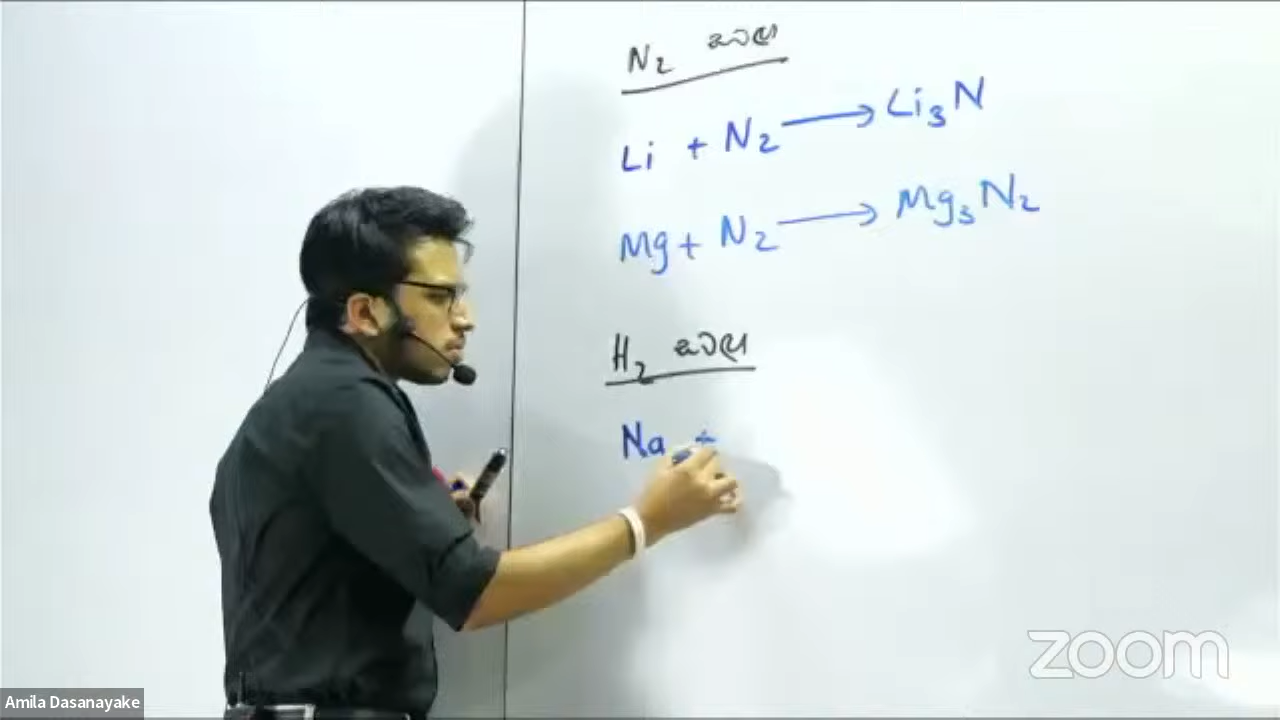 N₂ සමඟ
Li + N₂ ⟶ Li₃N
Mg + N₂ ⟶ Mg₃N₂
H₂ සමඟ
Na +
zoom
Amila Dasanayake